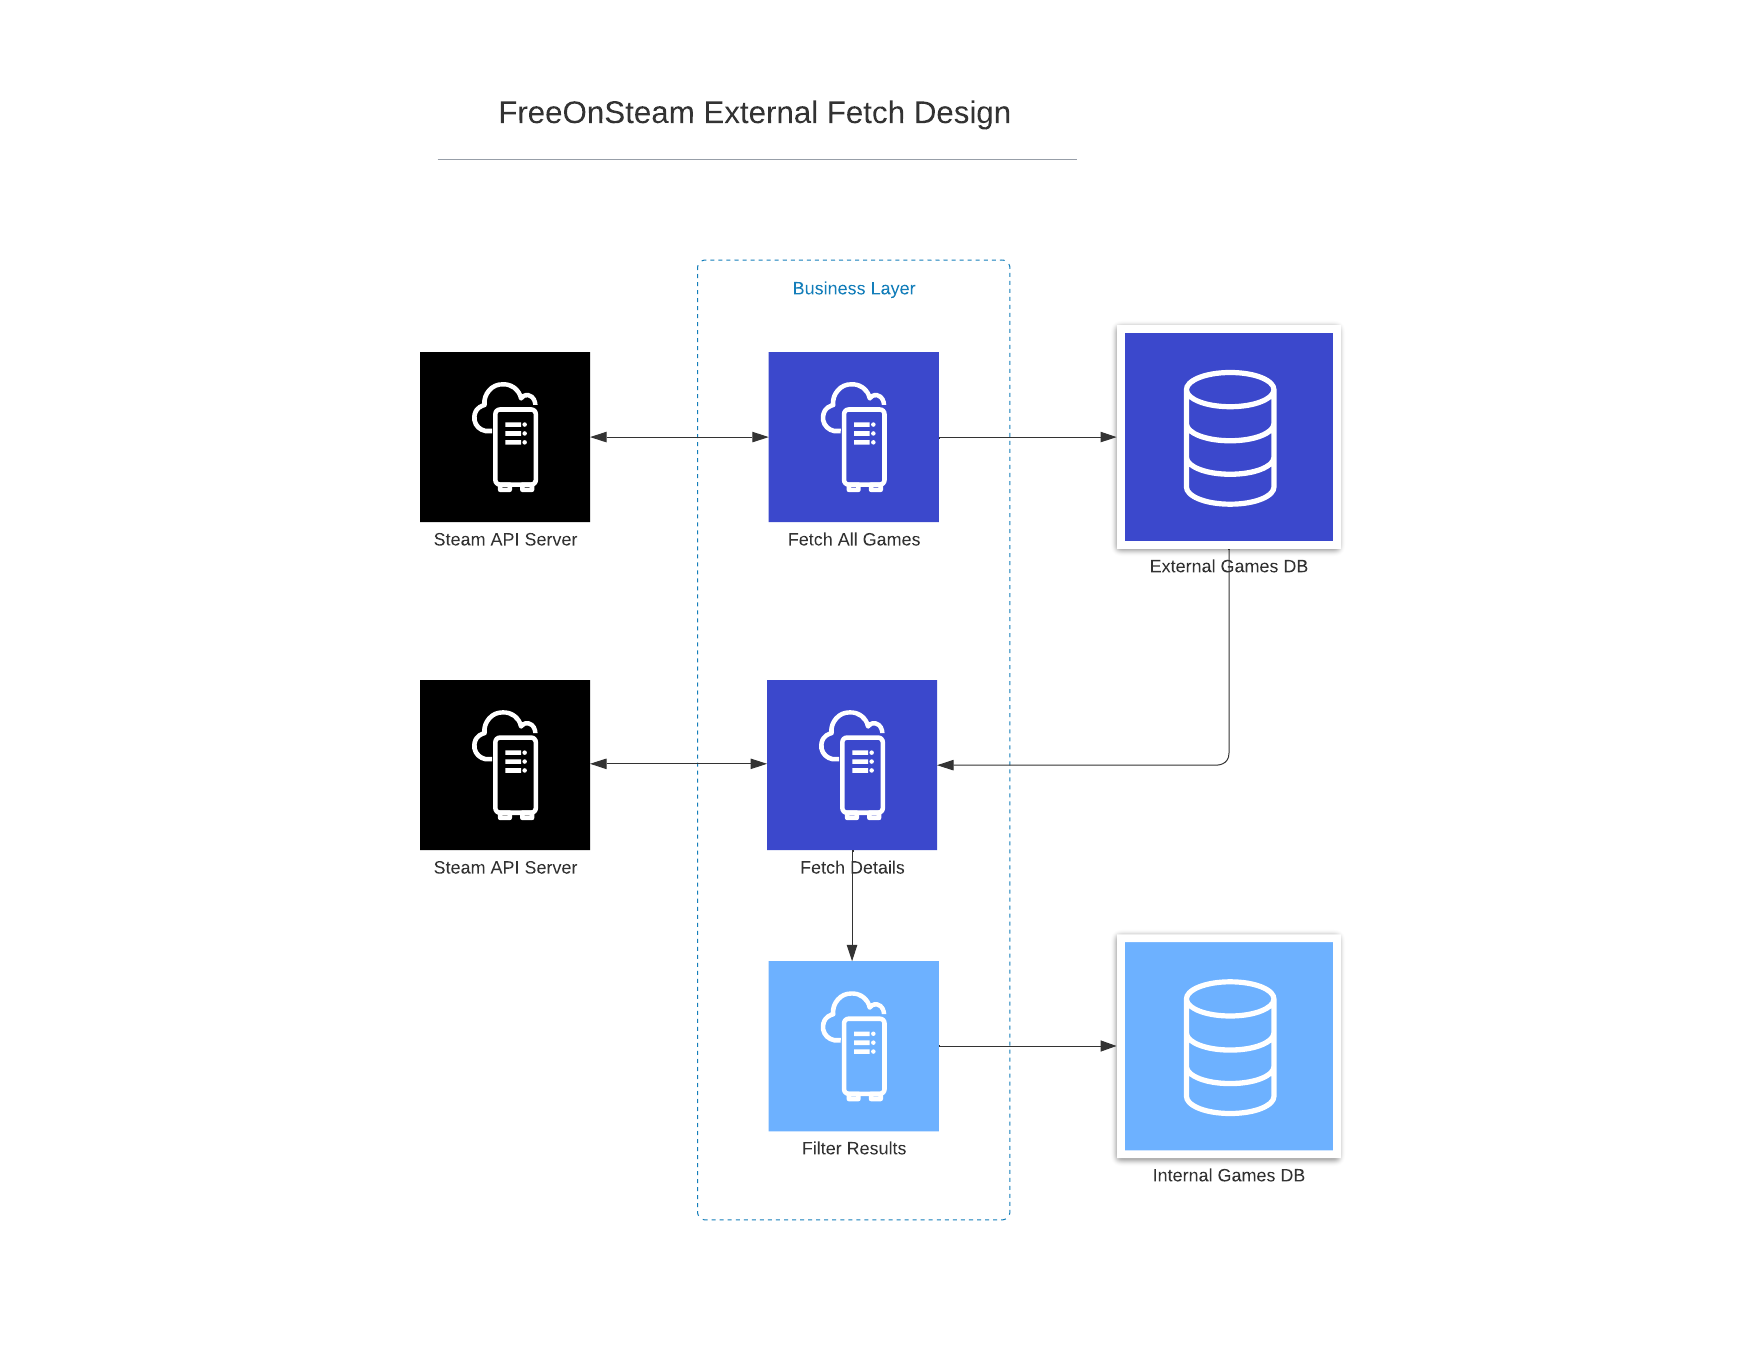 FreeOnSteam External Fetch Design
Business Layer
Steam API Server
Fetch All Games
External Games DB
Steam API Server
Fetch Details
Filter Results
Internal Games DB